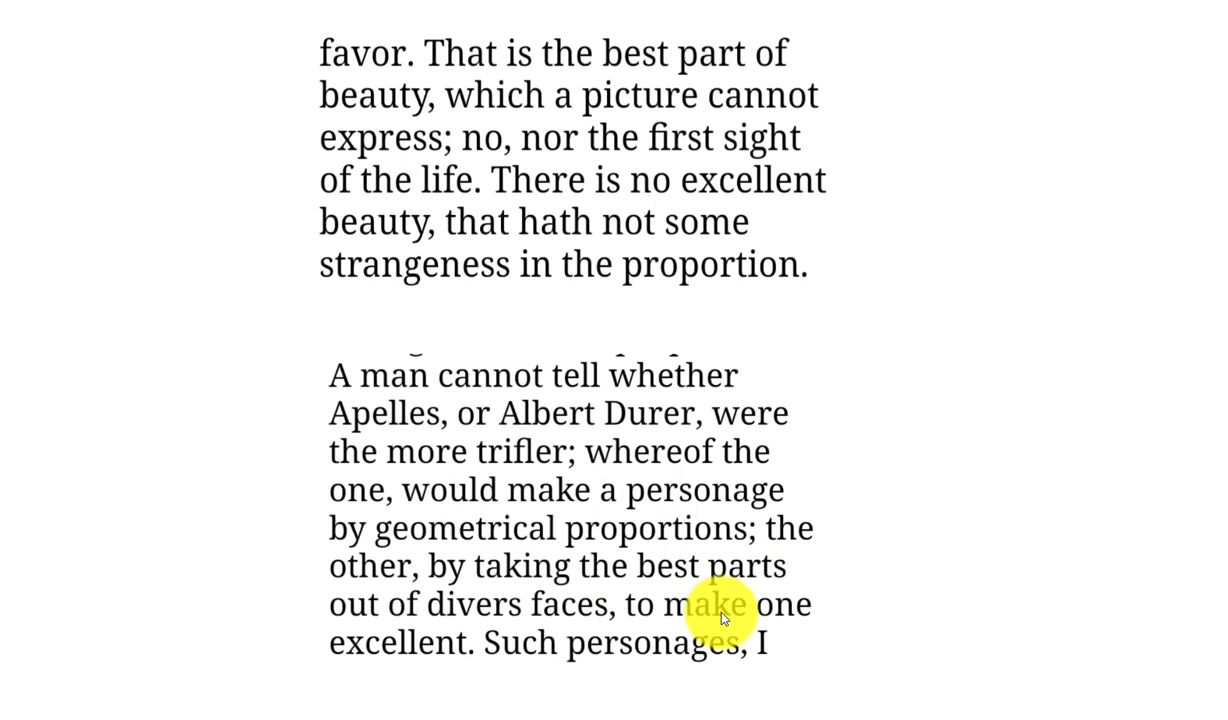 favor. That is the best part of
beauty, which a picture cannot
express; no, nor the first sight
of the life. There is no excellent
beauty, that hath not some
strangeness in the proportion.
A man cannot tell whether
Apelles, or Albert Durer, were
the more trifler; whereof the
one, would make a personage
by geometrical proportions; the
other, by taking the best parts
out of divers faces, to make one
excellent. Such personages, I